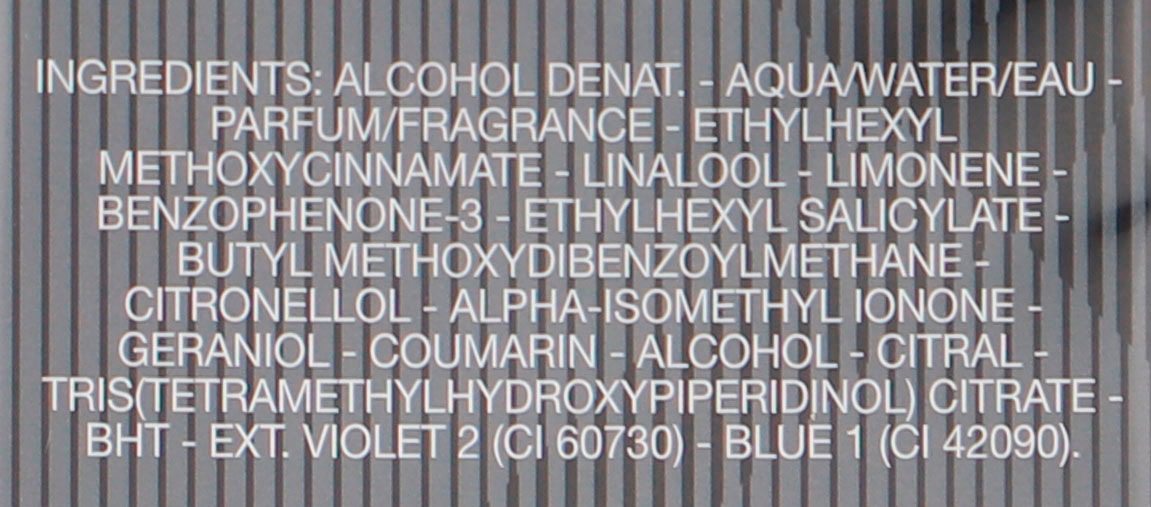 INGREDIENTS: ALCOHOL DENAT. - AQUA/WATER/EAU -
PARFUM/FRAGRANCE - ETHYLHEXYL
METHOXYCINNAMATE - LINALOOL - LIMONENE -
BENZOPHENONE-3 - ETHYLHEXYL SALICYLATE -
BUTYL METHOXYDIBENZOYLMETHANE -
CITRONELLOL - ALPHA-ISOMETHYL IONONE -
GERANIOL - COUMARIN - ALCOHOL - CITRAL -
TRIS(TETRAMETHYLHYDROXYPIPERIDINOL) CITRATE -
BHT - EXT. VIOLET 2 (CI 60730) - BLUE 1 (CI 42090).